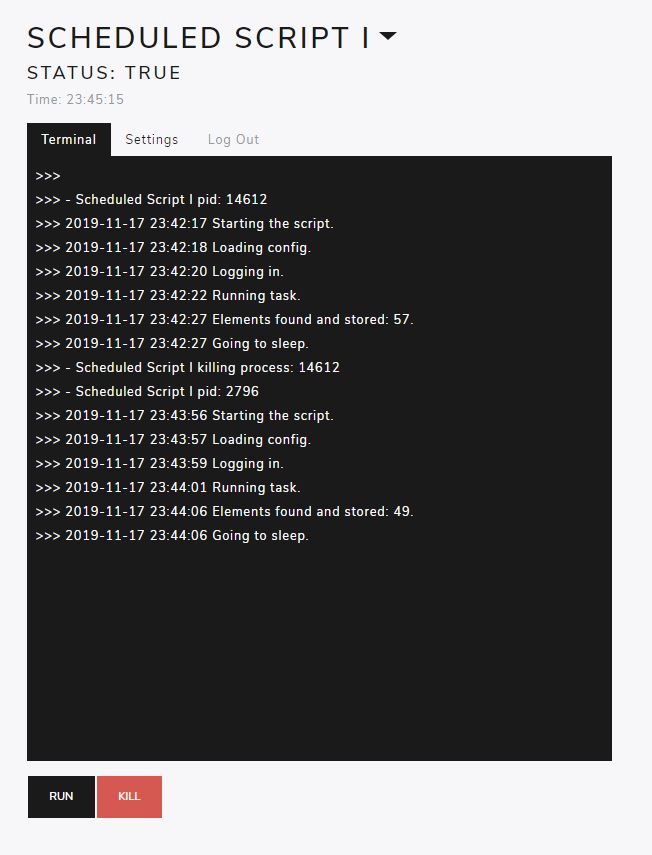 SCHEDULED SCRIPT I
STATUS: TRUE
Time: 23:45:15
Terminal Settings Log Out
>>>
>>> - Scheduled Script I pid: 14612
>>> 2019-11-17 23:42:17 Starting the script.
>>> 2019-11-17 23:42:18 Loading config.
>>> 2019-11-17 23:42:20 Logging in.
>>> 2019-11-17 23:42:22 Running task.
>>> 2019-11-17 23:42:27 Elements found and stored: 57.
>>> 2019-11-17 23:42:27 Going to sleep.
>>> - Scheduled Script I killing process: 14612
>>> - Scheduled Script I pid: 2796
>>> 2019-11-17 23:43:56 Starting the script.
>>> 2019-11-17 23:43:57 Loading config.
>>> 2019-11-17 23:43:59 Logging in.
>>> 2019-11-17 23:44:01 Running task.
>>> 2019-11-17 23:44:06 Elements found and stored: 49.
>>> 2019-11-17 23:44:06 Going to sleep.
RUN KILL